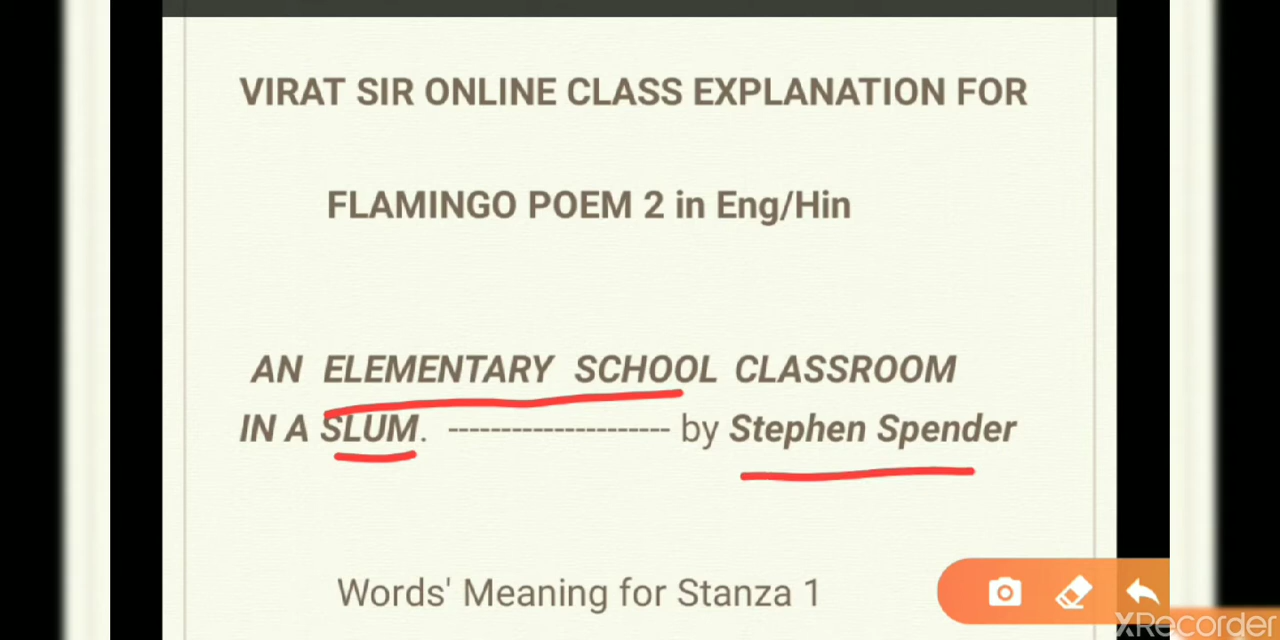 VIRAT SIR ONLINE CLASS EXPLANATION FOR
FLAMINGO POEM 2 in Eng/Hin
AN ELEMENTARY SCHOOL CLASSROOM
IN A SLUM. --------------------- by Stephen Spender
Words' Meaning for Stanza 1
XRecorder